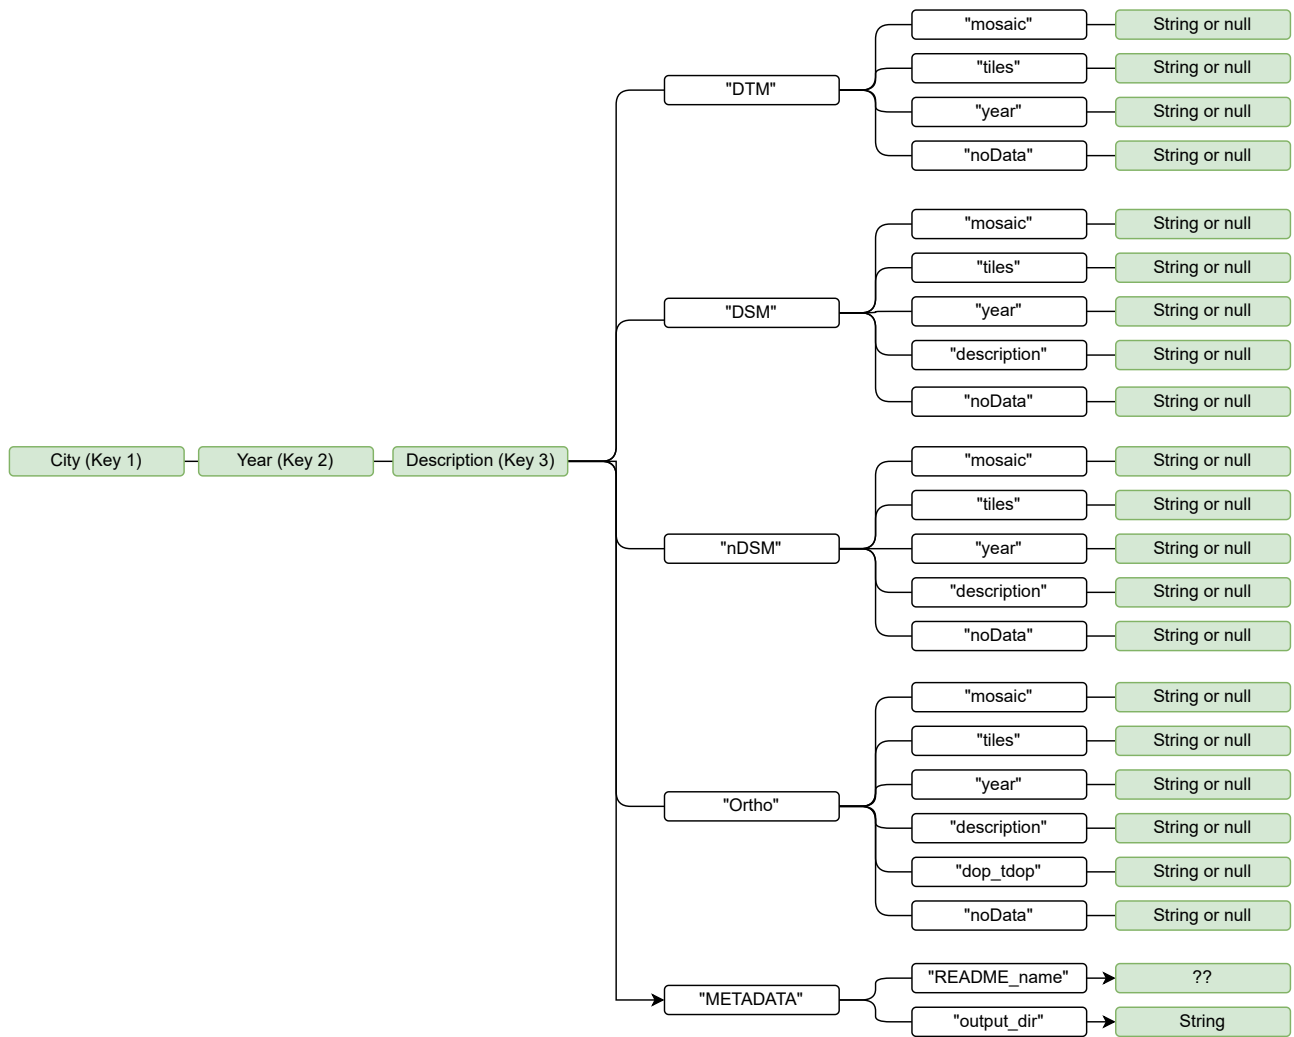 "mosaic" String or null
"tiles" String or null
"DTM"
"year" String or null
"noData" String or null
"mosaic" String or null
"tiles" String or null
"DSM"
"year" String or null
"description" String or null
"noData" String or null
City (Key 1) Year (Key 2) Description (Key 3)
"mosaic" String or null
"tiles" String or null
"nDSM"
"year" String or null
"description" String or null
"noData" String or null
"mosaic" String or null
"tiles" String or null
"year" String or null
"Ortho"
"description" String or null
"dop_tdop" String or null
"noData" String or null
"README_name" ??
"METADATA"
"output_dir" String